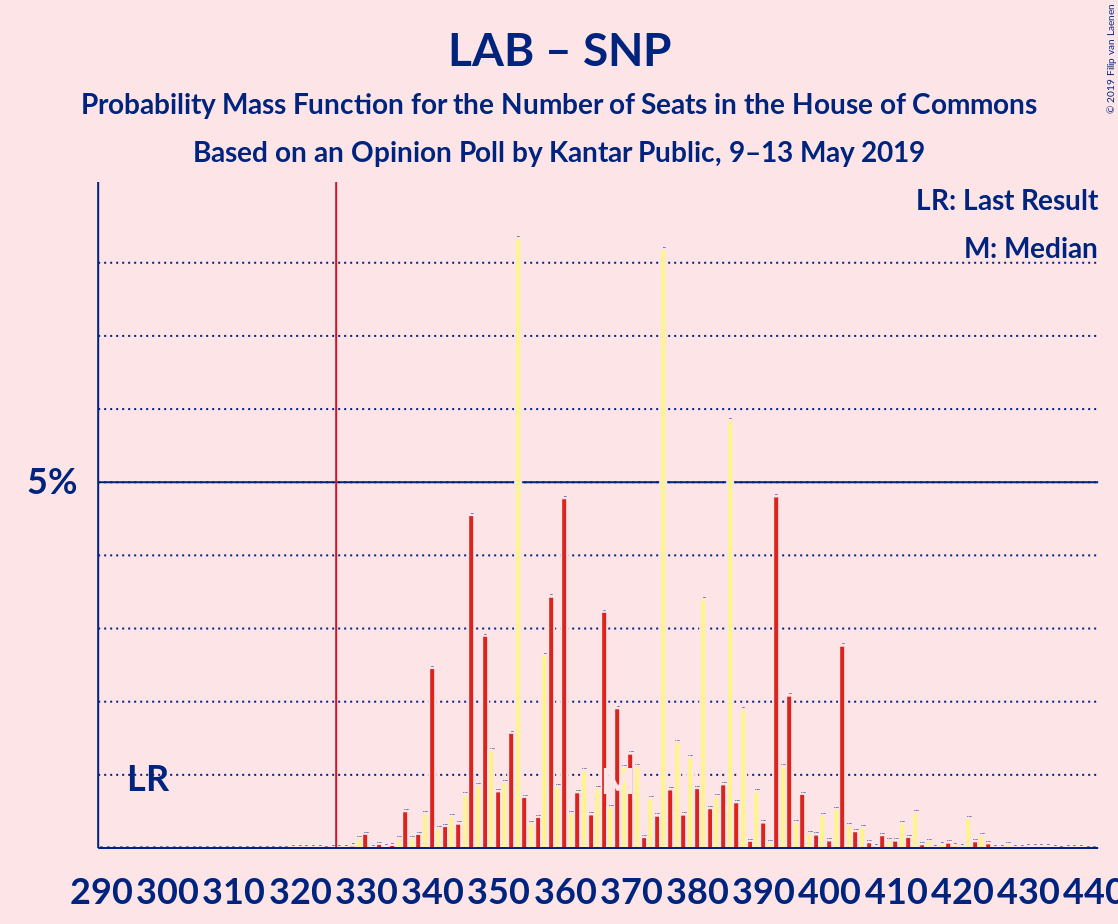 LAB – SNP
Probability Mass Function for the Number of Seats in the House of Commons
Based on an Opinion Poll by Kantar Public, 9–13 May 2019
© 2019 Filip van Laenen
LR: Last Result
M: Median
5%
LR
M
290 300 310 320 330 340 350 360 370 380 390 400 410 420 430 440